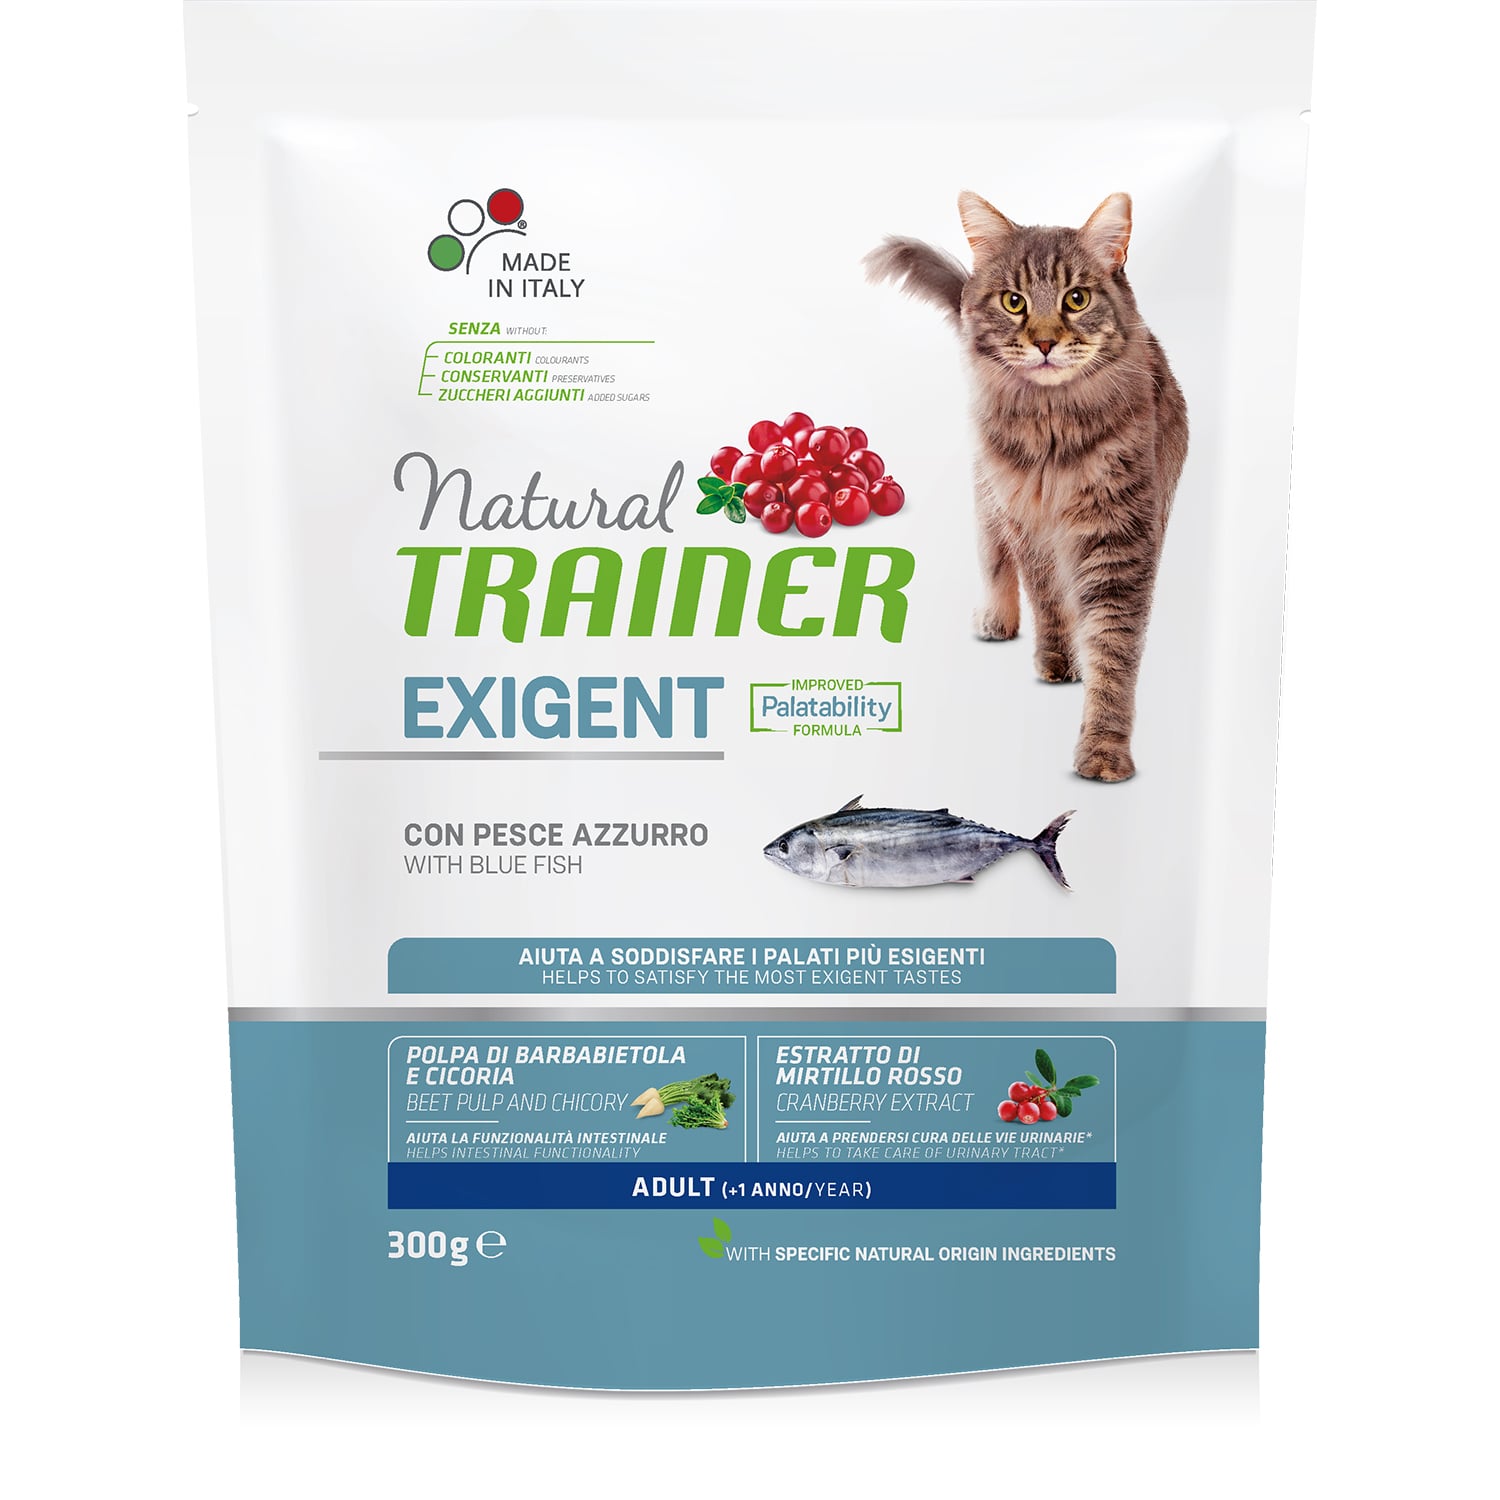 MADE
IN ITALY
SENZA WITHOUT:
COLORANTI COLOURANTS
CONSERVANTI PRESERVATIVES
ZUCCHERI AGGIUNTI ADDED SUGARS
Natural
TRAINER
EXIGENT
IMPROVED
Palatability
FORMULA
CON PESCE AZZURRO
WITH BLUE FISH
AIUTA A SODDISFARE I PALATI PIÙ ESIGENTI
HELPS TO SATISFY THE MOST EXIGENT TASTES
POLPA DI BARBABIETOLA
E CICORIA
BEET PULP AND CHICORY
AIUTA LA FUNZIONALITÀ INTESTINALE
HELPS INTESTINAL FUNCTIONALITY
ESTRATTO DI
MIRTILLO ROSSO
CRANBERRY EXTRACT
AIUTA A PRENDERSI CURA DELLE VIE URINARIE*
HELPS TO TAKE CARE OF URINARY TRACT*
ADULT (+1 ANNO/YEAR)
300g ℮
WITH SPECIFIC NATURAL ORIGIN INGREDIENTS